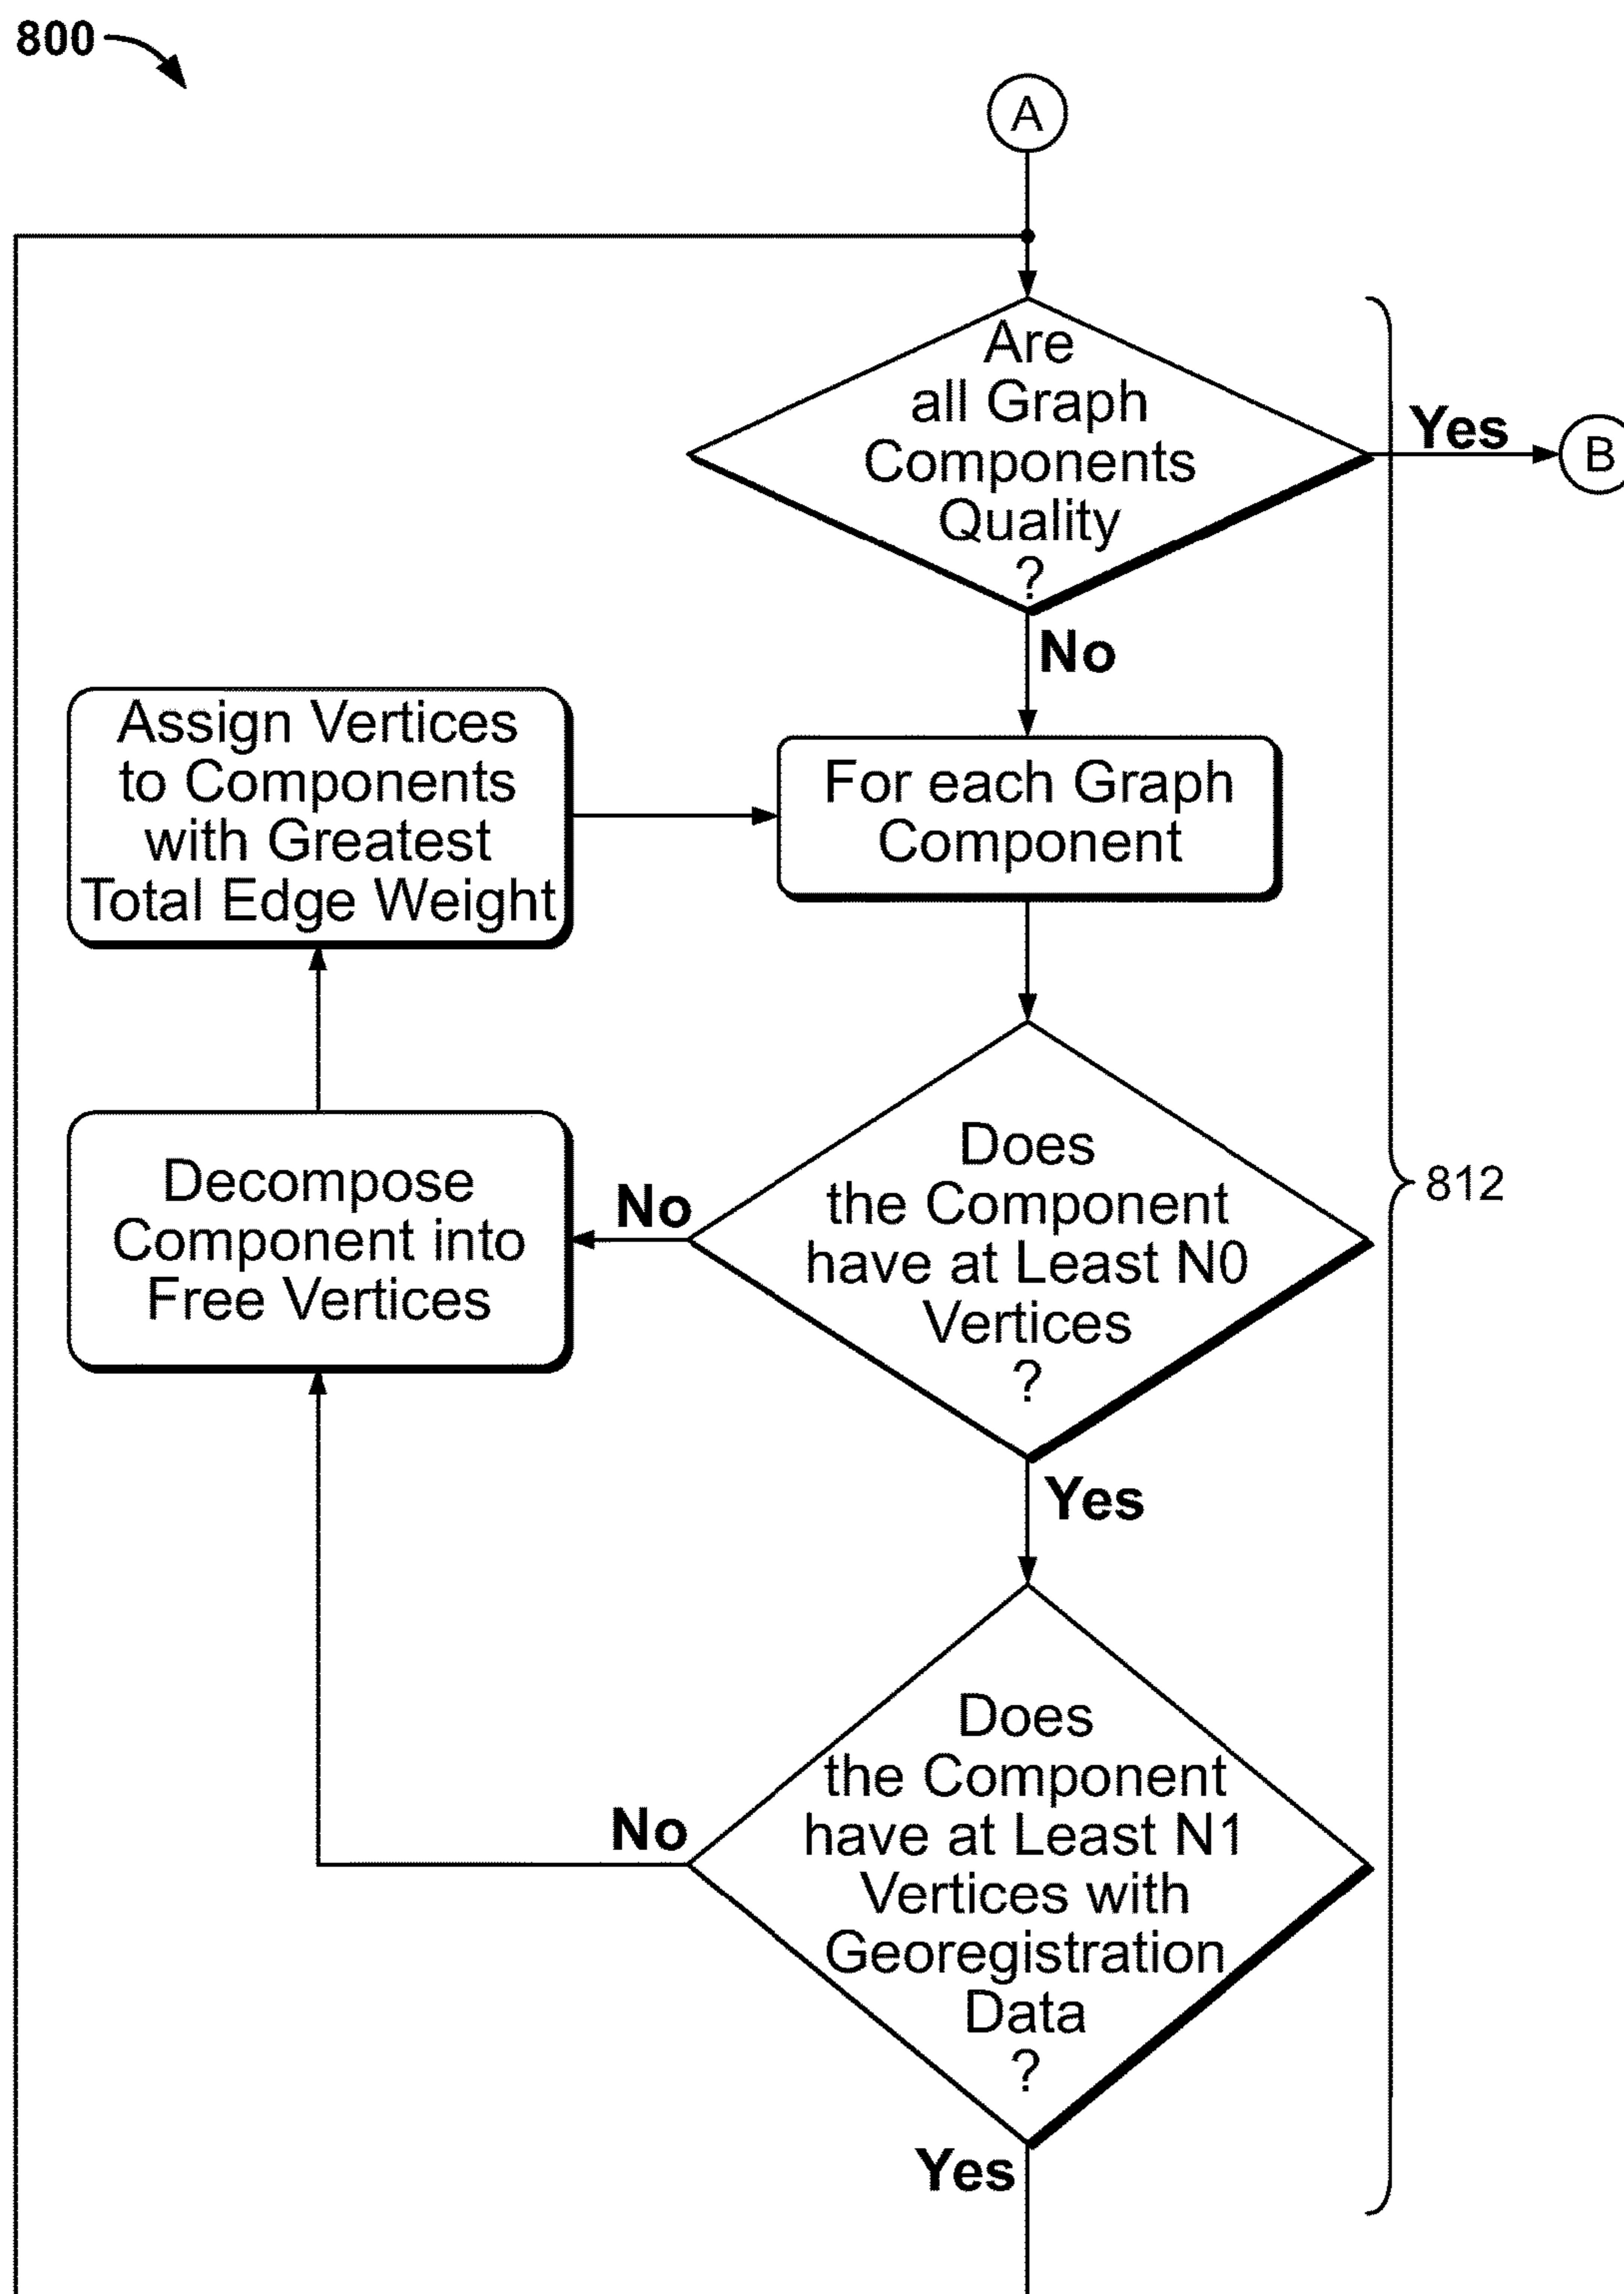 800
A
Are
all Graph
Components
Quality
?
Yes
B
No
Assign Vertices
to Components
with Greatest
Total Edge Weight
For each Graph
Component
Does
the Component
have at Least N0
Vertices
?
No
Decompose
Component into
Free Vertices
812
Yes
Does
the Component
have at Least N1
Vertices with
Georegistration
Data
?
No
Yes